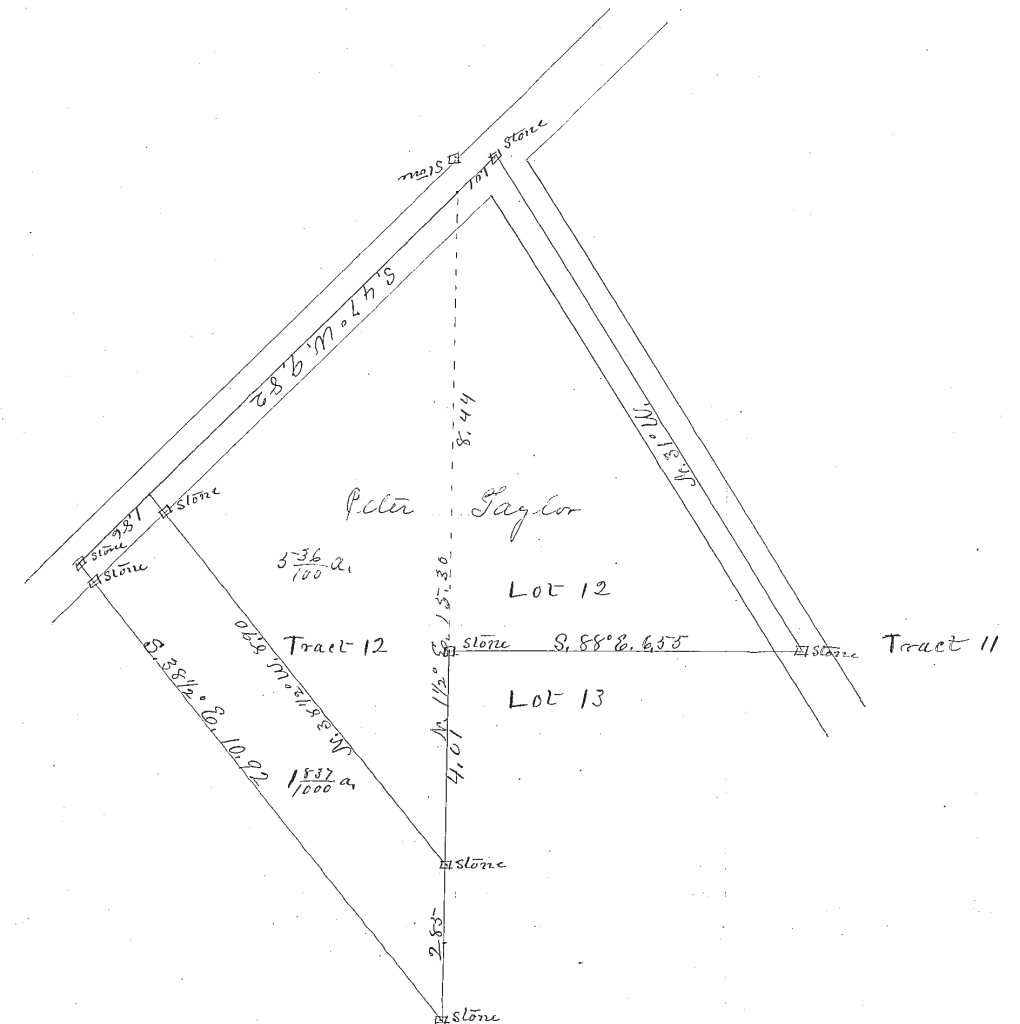 Stone
Stone
1.01
S. 47° W. 9.82
8.44
N. 31° W.
Peter Taylor
Stone
1.86
Stone
Stone
5 36/100 a.
Lot 12
N. 1½° E. 15.30
Tract 12
Stone
S. 88° E. 6.55
Stone
Tract 11
N. 38½° W. 8.90
S. 38½° E. 10.92
Lot 13
4.01
1 837/1000 a.
Stone
2.85
Stone